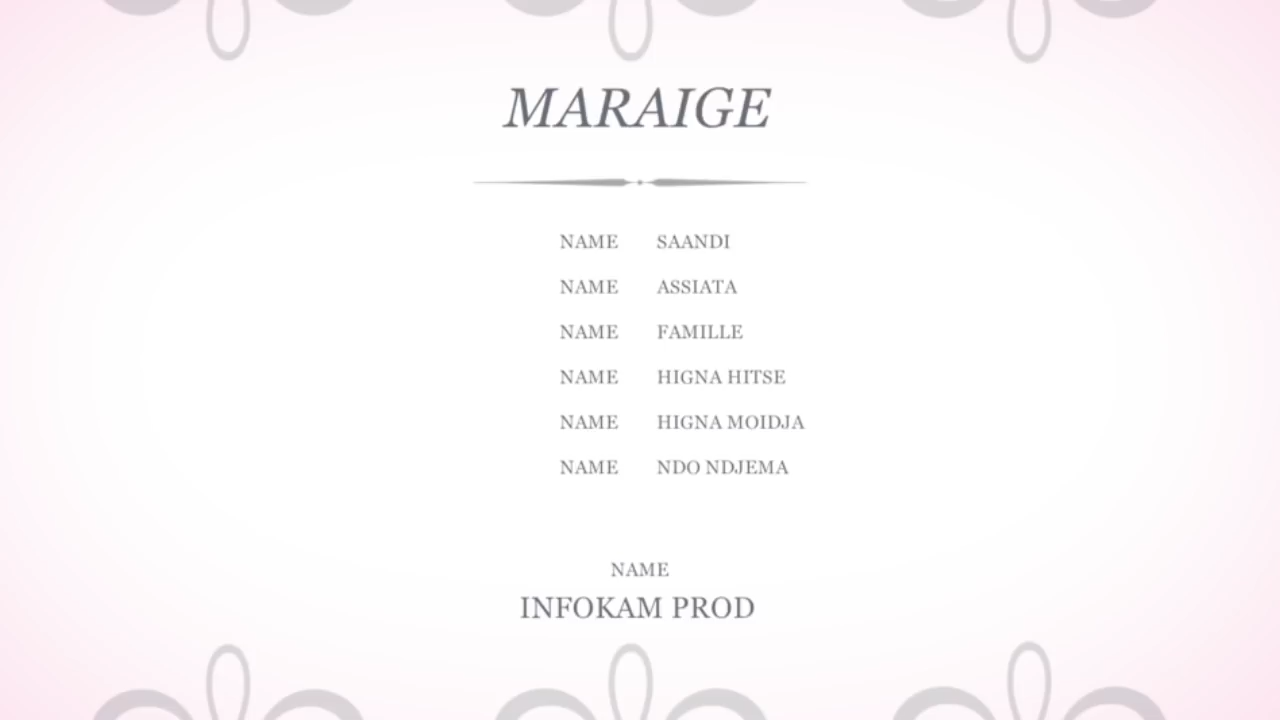 MARAIGE
NAME SAANDI
NAME ASSIATA
NAME FAMILLE
NAME HIGNA HITSE
NAME HIGNA MOIDJA
NAME NDO NDJEMA
NAME
INFOKAM PROD